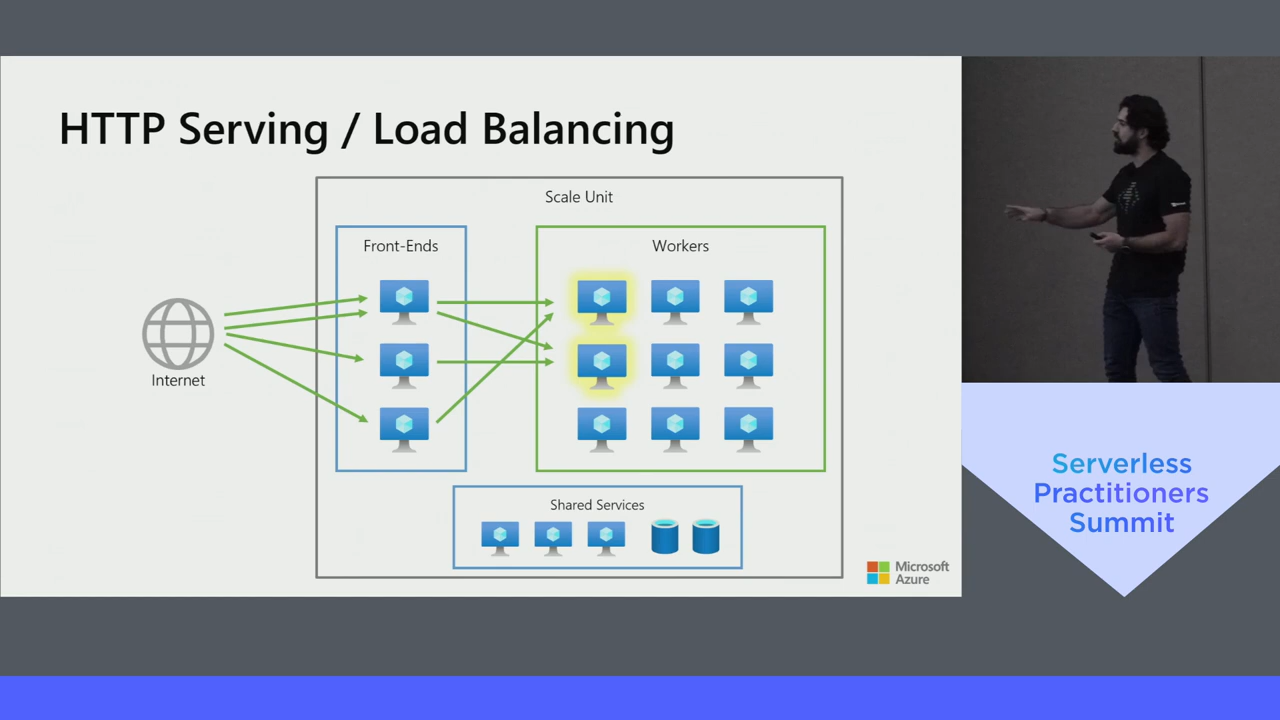 HTTP Serving / Load Balancing
Scale Unit
Front-Ends
Workers
Internet
Shared Services
Microsoft
Azure
Serverless
Practitioners
Summit